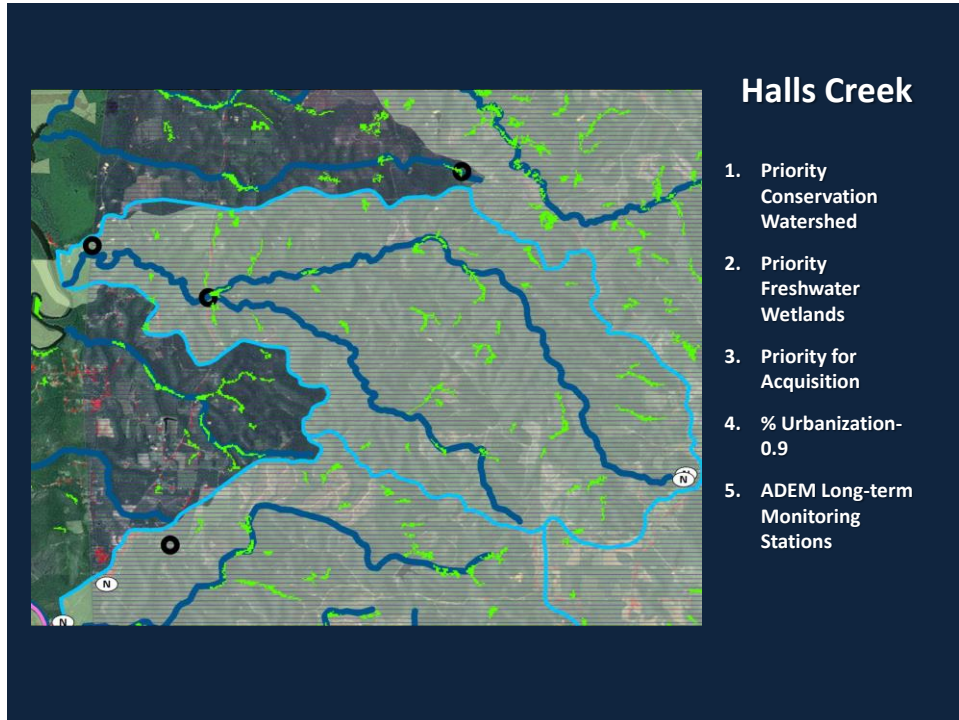 Halls Creek
1. Priority
Conservation
Watershed
2. Priority
Freshwater
Wetlands
3. Priority for
Acquisition
4. % Urbanization-
0.9
5. ADEM Long-term
Monitoring
Stations
N
N
N
N